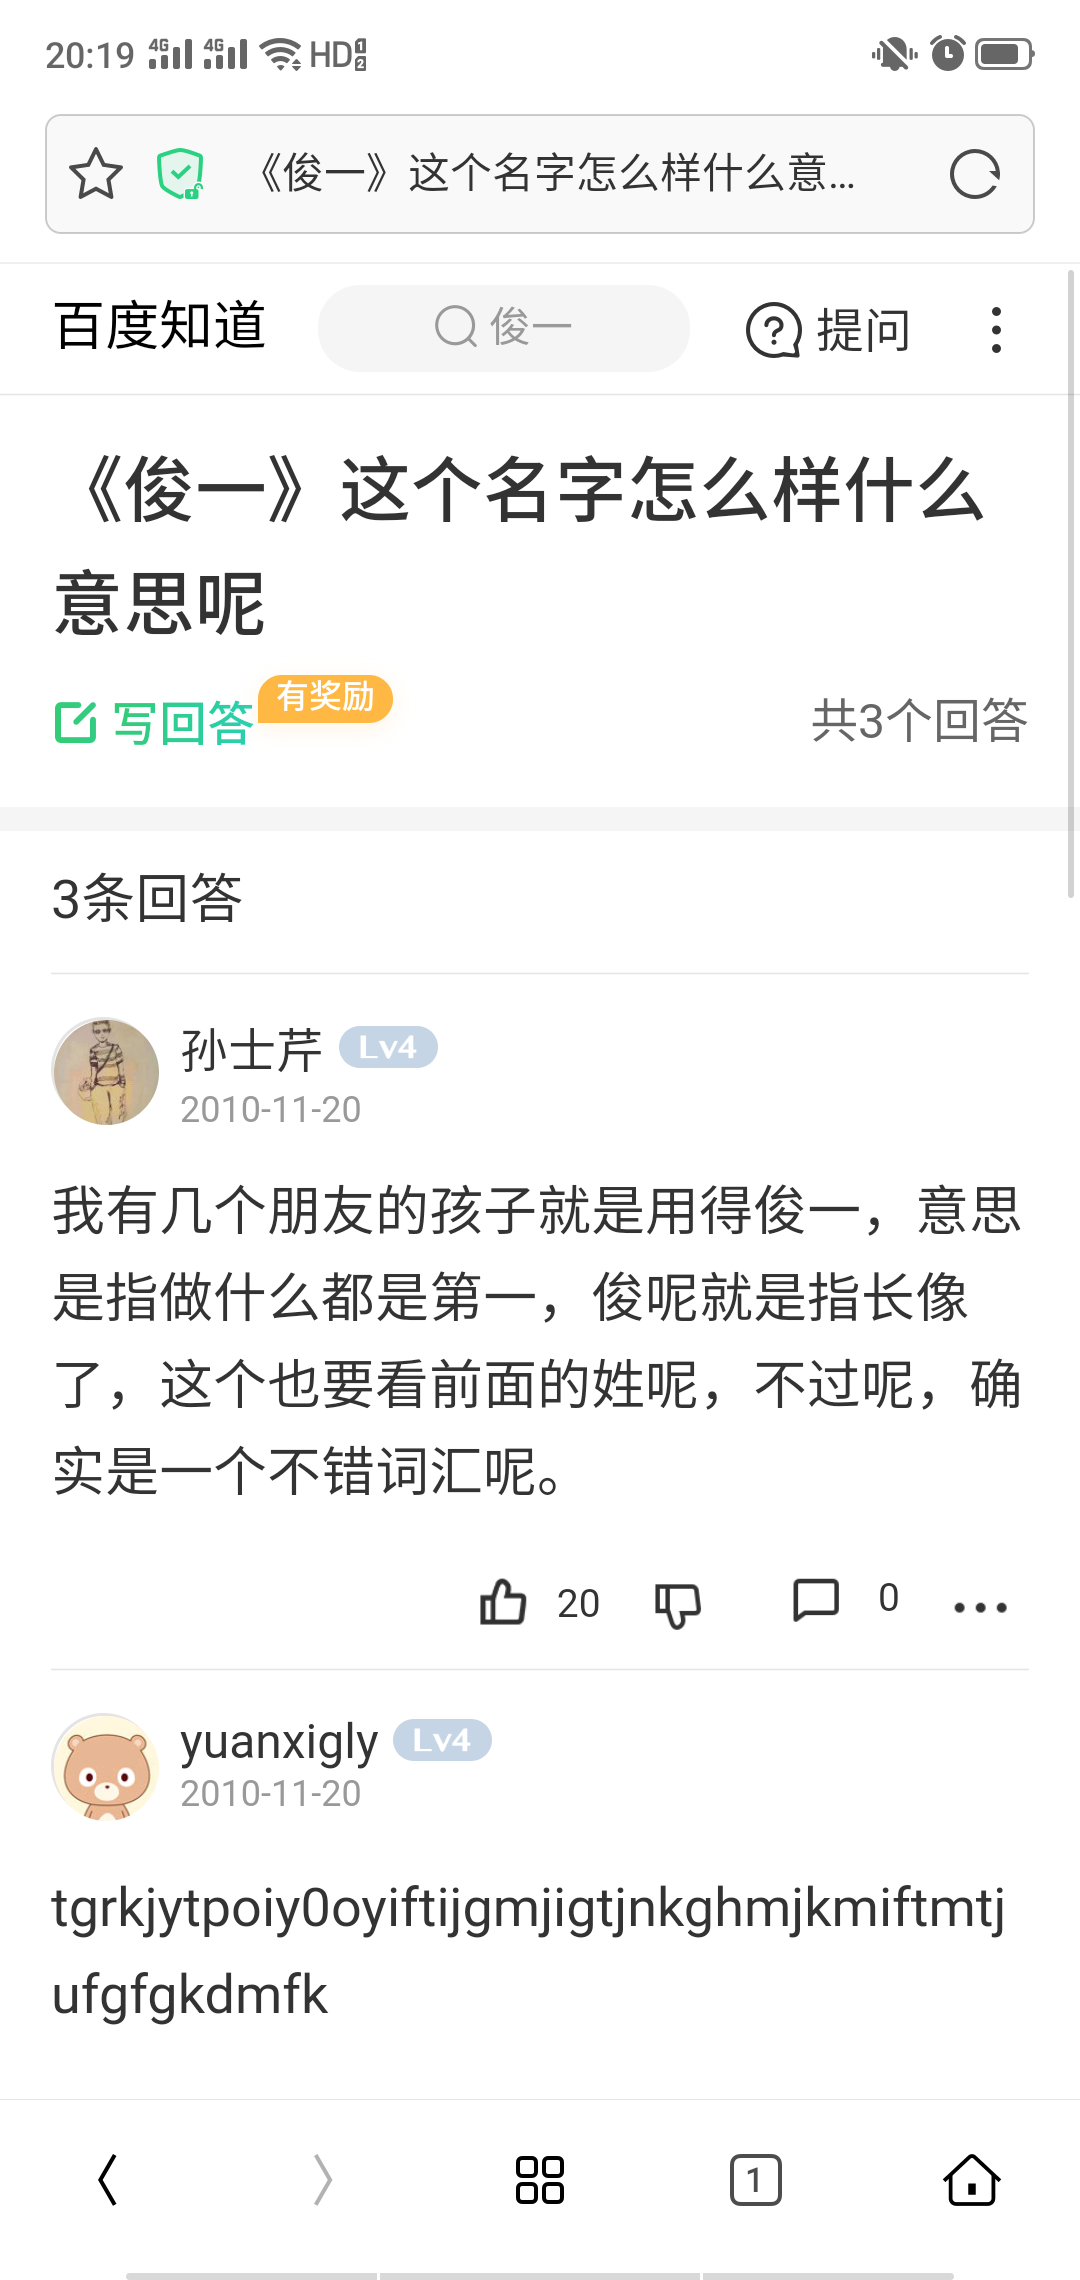 20:19 4G 4G HD 1 2
《俊一》这个名字怎么样什么意...
百度知道 俊一 提问
《俊一》这个名字怎么样什么
意思呢
写回答 有奖励 共3个回答
3条回答
孙士芹 Lv4
2010-11-20
我有几个朋友的孩子就是用得俊一，意思
是指做什么都是第一，俊呢就是指长像
了，这个也要看前面的姓呢，不过呢，确
实是一个不错词汇呢。
20 0
yuanxigly Lv4
2010-11-20
tgrkjytpoiy0oyiftijgmjigtjnkghmjkmiftmtj
ufgfgkdmfk
1